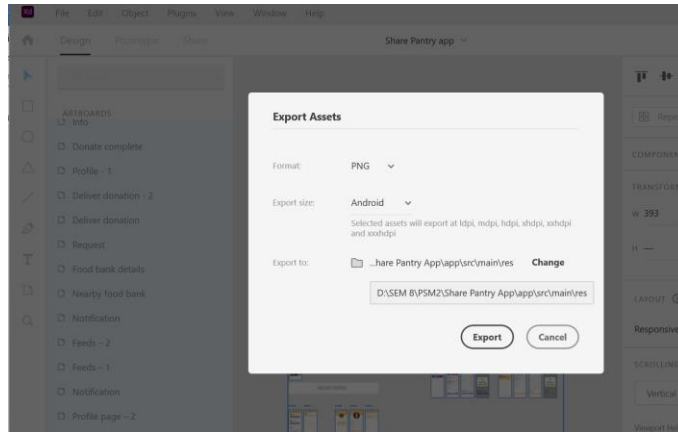 Xd File Edit Object Plugins View Window Help
Design Prototype Share Share Pantry app
ARTBOARDS
Info
Donate complete
Profile - 1
Deliver donation - 2
Deliver donation
Request
Food bank details
Nearby food bank
Notification
Feeds – 2
Feeds – 1
Notification
Profile page – 2
Export Assets
Format: PNG
Export size: Android
Selected assets will export at ldpi, mdpi, hdpi, xhdpi, xxhdpi
and xxxhdpi
Export to: ...hare Pantry App\app\src\main\res Change
D:\SEM 8\PSM2\Share Pantry App\app\src\main\res
Export Cancel
COMPONEN
TRANSFOR
W 393
H —
LAYOUT
Responsive
SCROLLING
Vertical